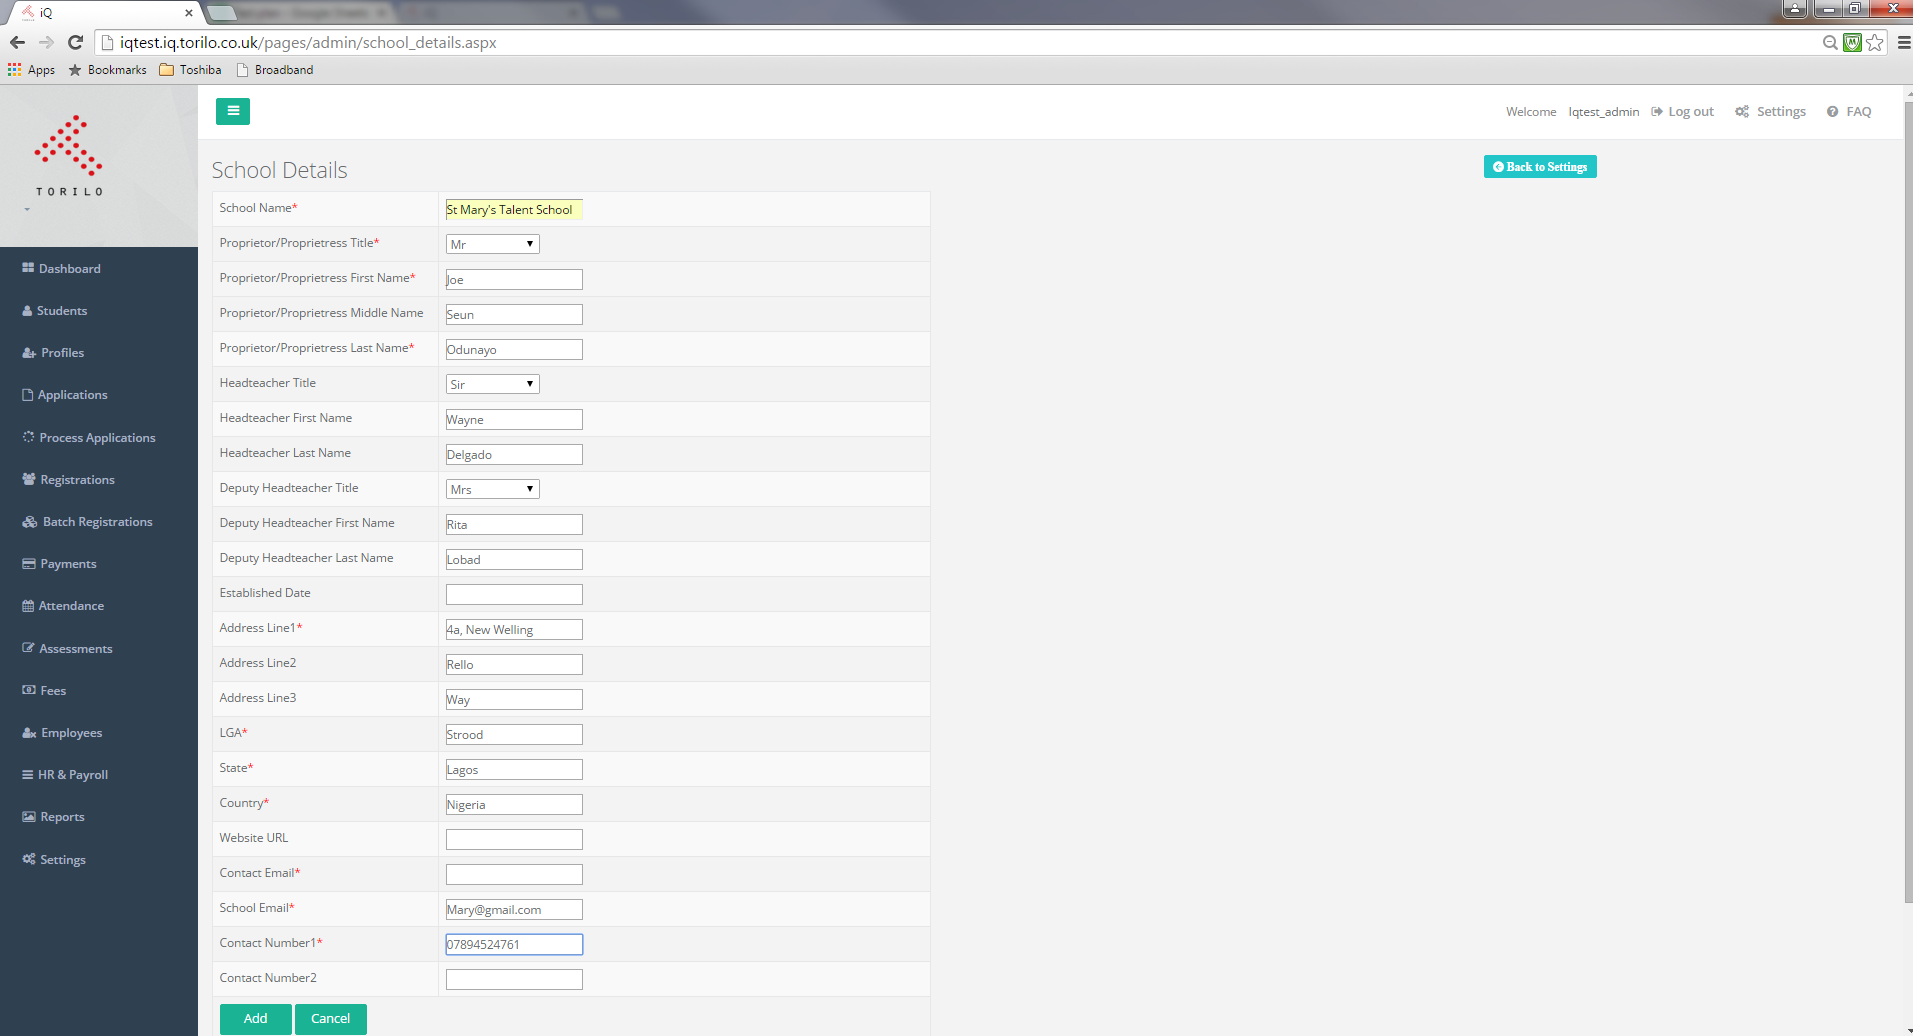 iQ
iqtest.iq.torilo.co.uk/pages/admin/school_details.aspx
Apps Bookmarks Toshiba Broadband
TORILO
Welcome Iqtest_admin Log out Settings FAQ
School Details
Back to Settings
Dashboard
Students
Profiles
Applications
Process Applications
Registrations
Batch Registrations
Payments
Attendance
Assessments
Fees
Employees
HR & Payroll
Reports
Settings
School Name* St Mary's Talent School
Proprietor/Proprietress Title* Mr
Proprietor/Proprietress First Name* Joe
Proprietor/Proprietress Middle Name Seun
Proprietor/Proprietress Last Name* Odunayo
Headteacher Title Sir
Headteacher First Name Wayne
Headteacher Last Name Delgado
Deputy Headteacher Title Mrs
Deputy Headteacher First Name Rita
Deputy Headteacher Last Name Lobad
Established Date
Address Line1* 4a, New Welling
Address Line2 Rello
Address Line3 Way
LGA* Strood
State* Lagos
Country* Nigeria
Website URL
Contact Email*
School Email* Mary@gmail.com
Contact Number1* 07894524761
Contact Number2
Add Cancel